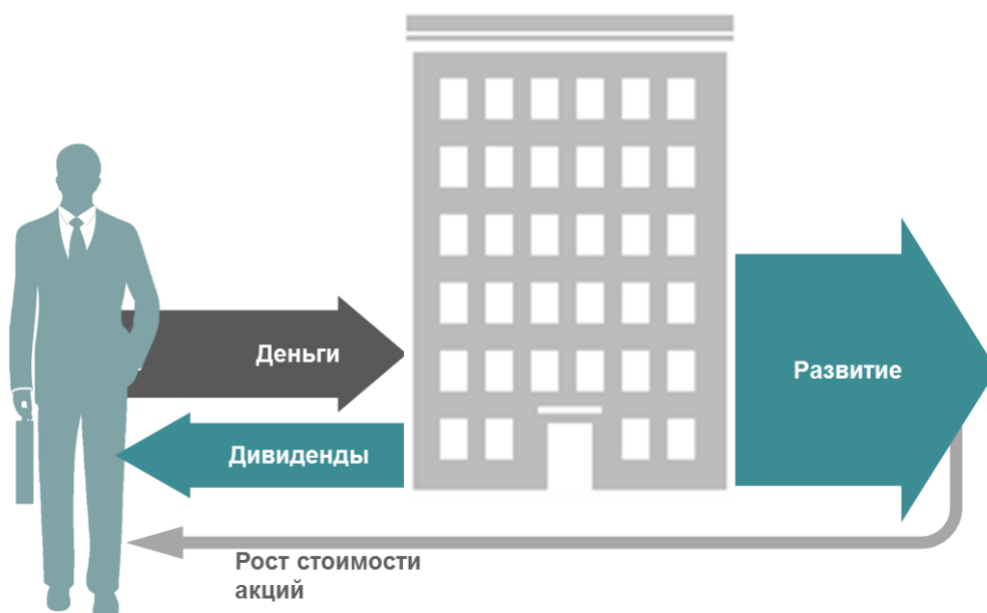 Деньги
Развитие
Дивиденды
Рост стоимости
акций